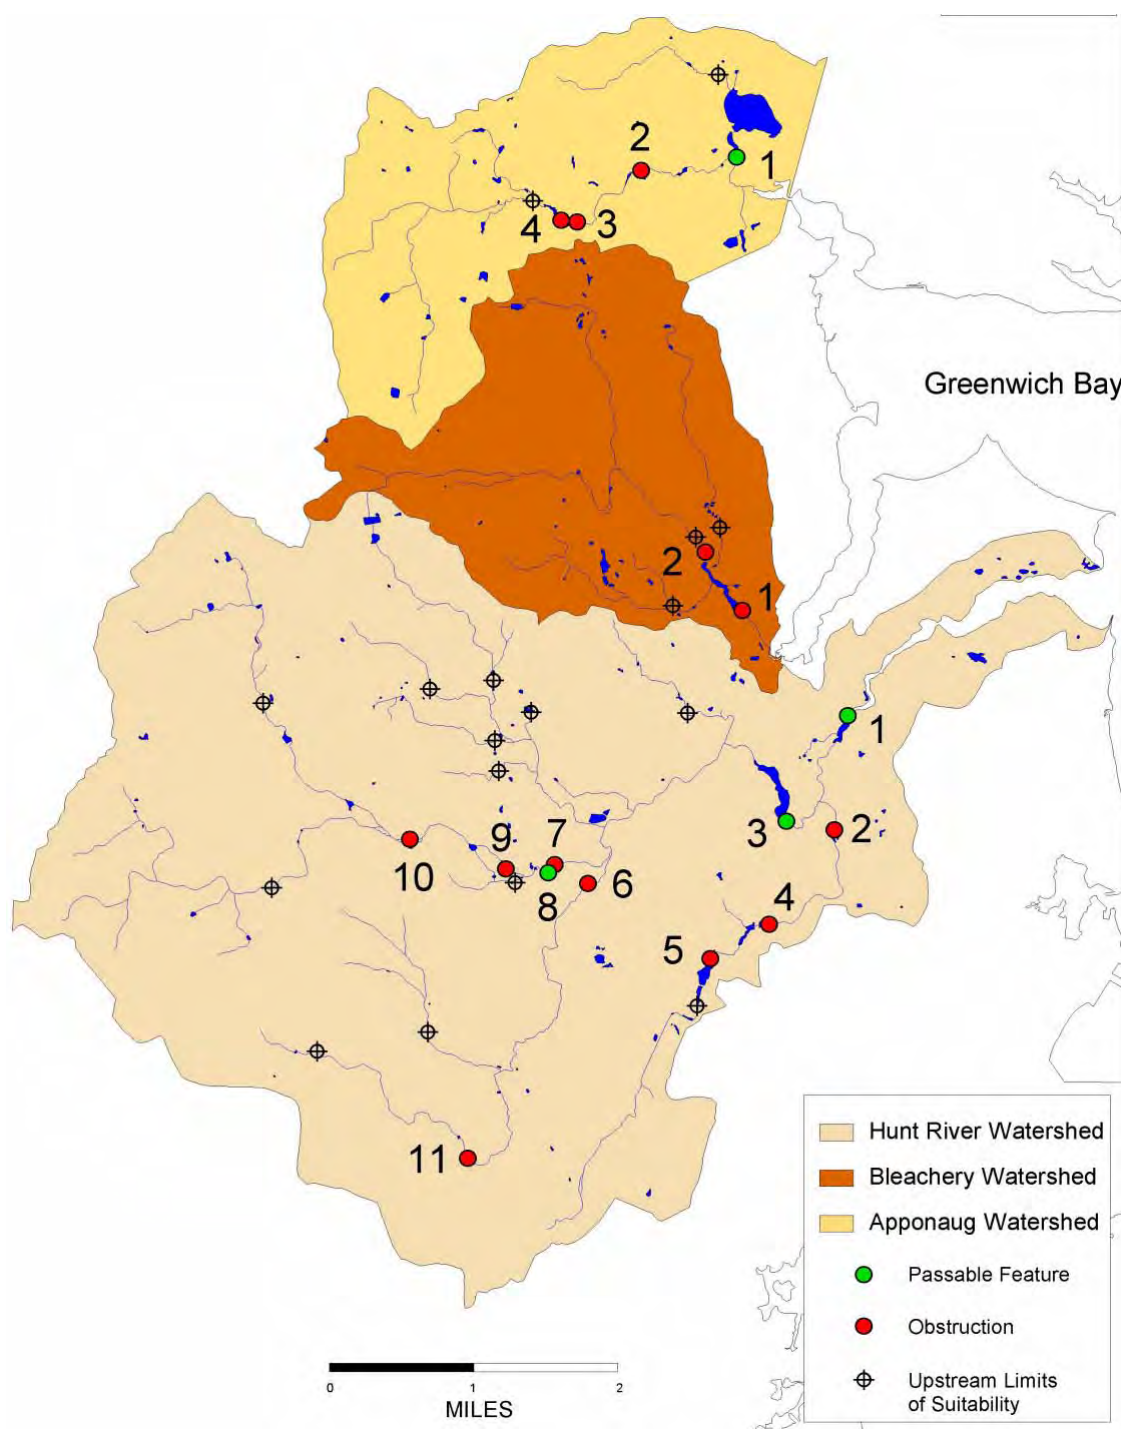 2
1
4
3
Greenwich Bay
2
1
1
3
2
9
7
10
8
6
4
5
11
Hunt River Watershed
Bleachery Watershed
Apponaug Watershed
Passable Feature
Obstruction
Upstream Limits
of Suitability
0
1
2
MILES